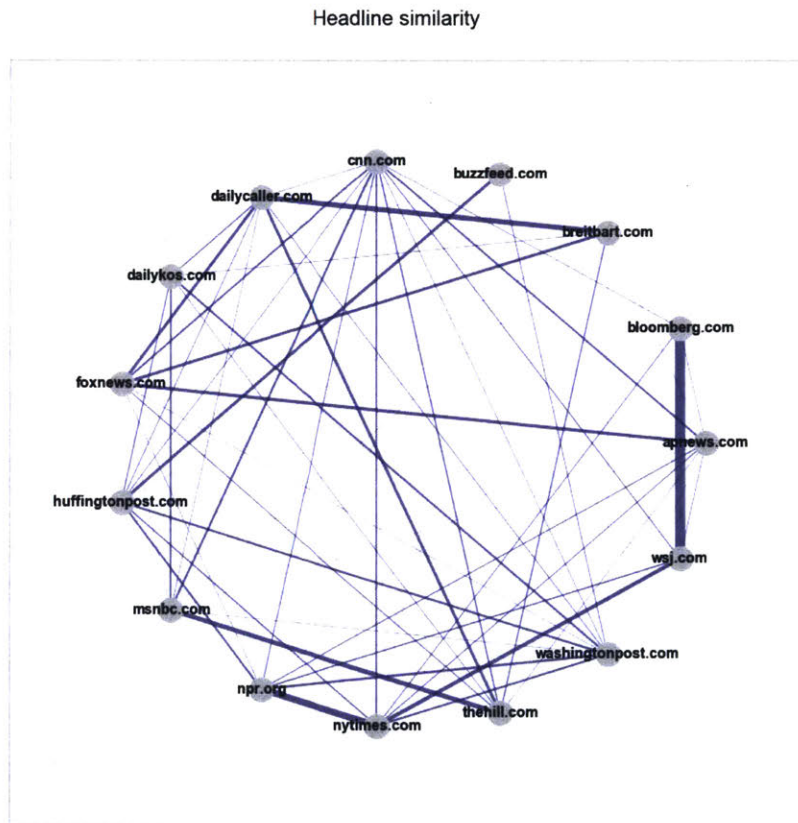 Headline similarity
cnn.com
buzzfeed.com
dailycaller.com
breitbart.com
dailykos.com
bloomberg.com
foxnews.com
apnews.com
huffingtonpost.com
wsj.com
msnbc.com
washingtonpost.com
npr.org
thehill.com
nytimes.com